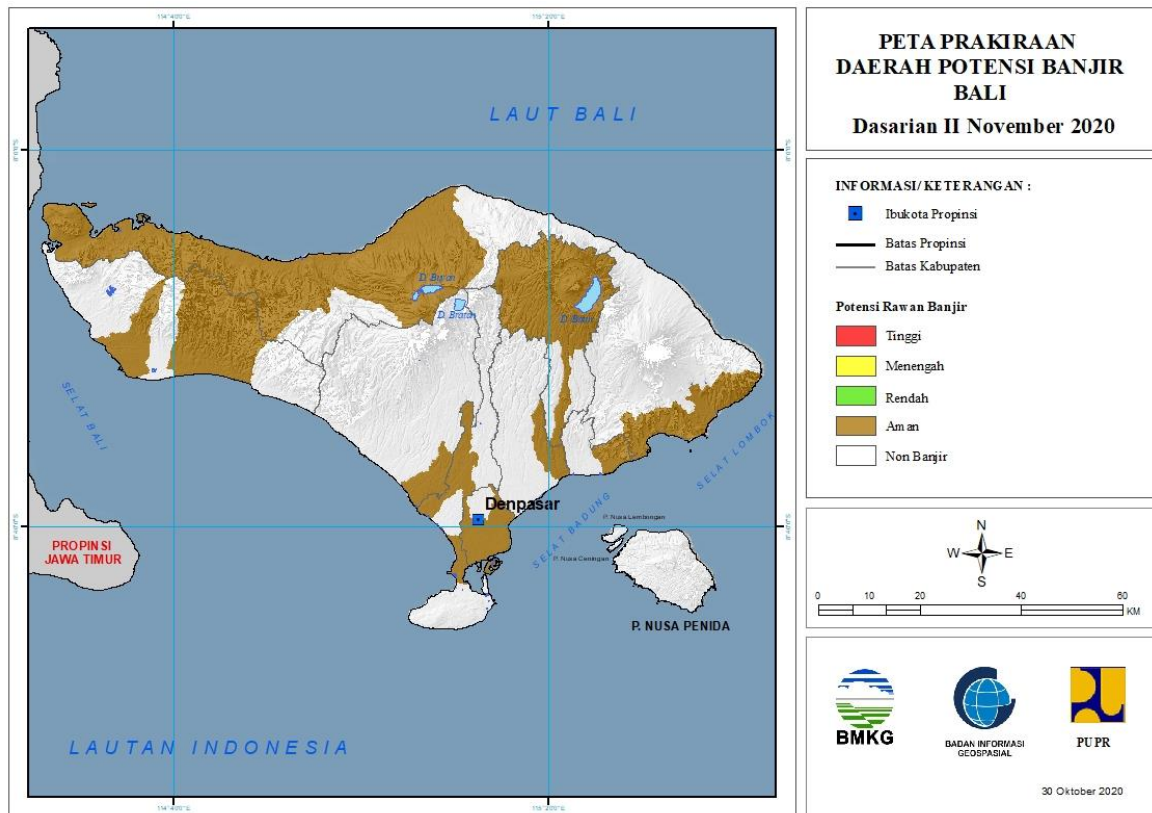 PETA PRAKIRAAN
DAERAH POTENSI BANJIR
BALI
Dasarian II November 2020
INFORMASI/ KETERANGAN :
Ibukota Propinsi
Batas Propinsi
Batas Kabupaten
Potensi Rawan Banjir
Tinggi
Menengah
Rendah
Aman
Non Banjir
N
W E
S
0 10 20 40 60
KM
BMKG
BADAN INFORMASI
GEOSPASIAL
PUPR
30 Oktober 2020
LAUT BALI
D. Buyan
D. Bratan
D. Batur
SELAT BALI
SELAT LOMBOK
Denpasar
SELAT BADUNG
P. Nusa Lembongan
P. Nusa Ceningan
PROPINSI
JAWA TIMUR
P. NUSA PENIDA
LAUTAN INDONESIA